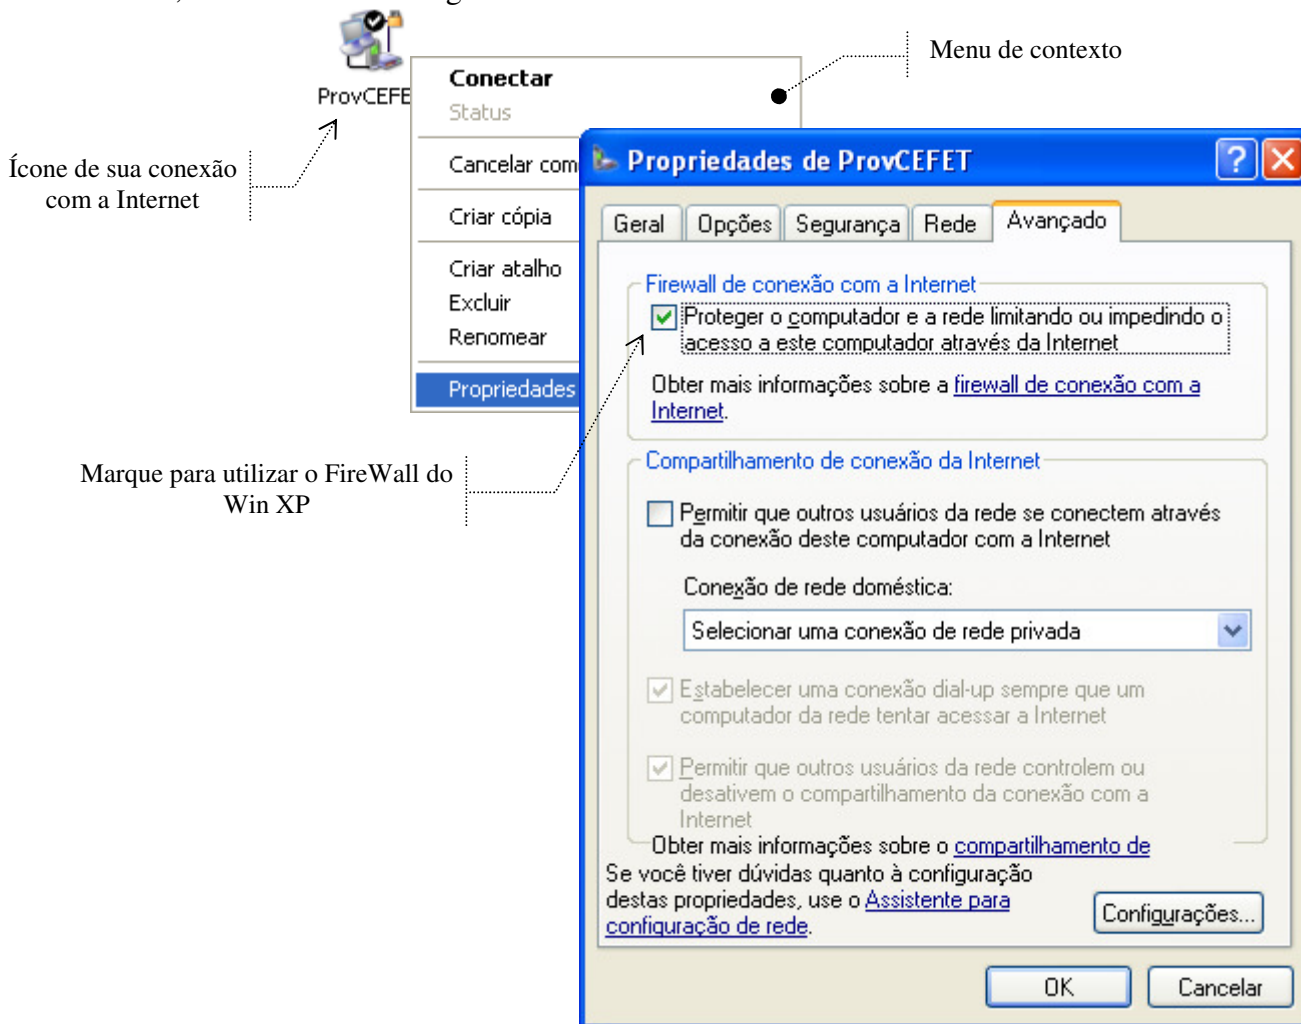 Menu de contexto
ProvCEFE
Conectar
Status
Cancelar com
Criar cópia
Criar atalho
Excluir
Renomear
Propriedades
Ícone de sua conexão
com a Internet
Marque para utilizar o FireWall do
Win XP
Propriedades de ProvCEFET
Geral
Opções
Segurança
Rede
Avançado
Firewall de conexão com a Internet
Proteger o computador e a rede limitando ou impedindo o
acesso a este computador através da Internet
Obter mais informações sobre a firewall de conexão com a
Internet.
Compartilhamento de conexão da Internet
Permitir que outros usuários da rede se conectem através
da conexão deste computador com a Internet
Conexão de rede doméstica:
Selecionar uma conexão de rede privada
Estabelecer uma conexão dial-up sempre que um
computador da rede tentar acessar a Internet
Permitir que outros usuários da rede controlem ou
desativem o compartilhamento da conexão com a
Internet
Obter mais informações sobre o compartilhamento de
Se você tiver dúvidas quanto à configuração
destas propriedades, use o Assistente para
configuração de rede.
Configurações...
OK
Cancelar